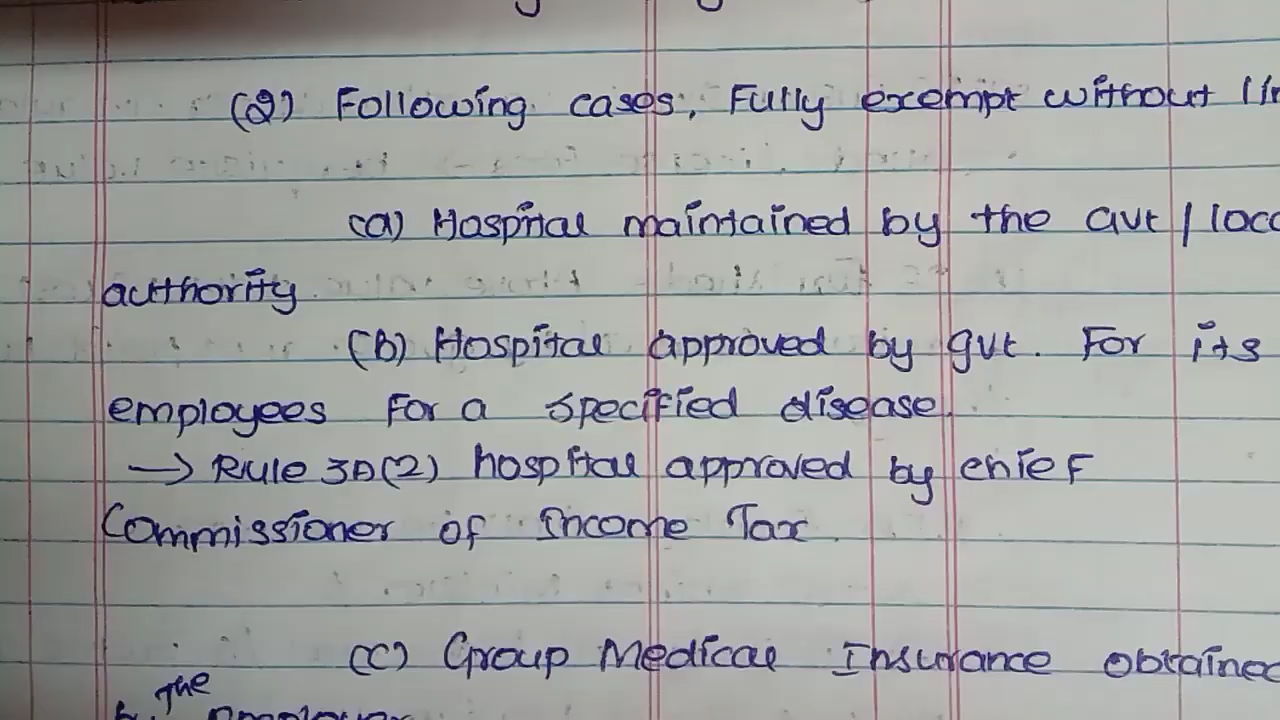 (2) Following cases, Fully exempt without
(a) Hospital maintained by the Gvt / loca
authority
(b) Hospital approved by gvt. For its
employees For a specified disease.
→ Rule 3A(2) hospital approved by chief
Commissioner of Income Tax
(C) Group Medical Insurance obtained
the
employer